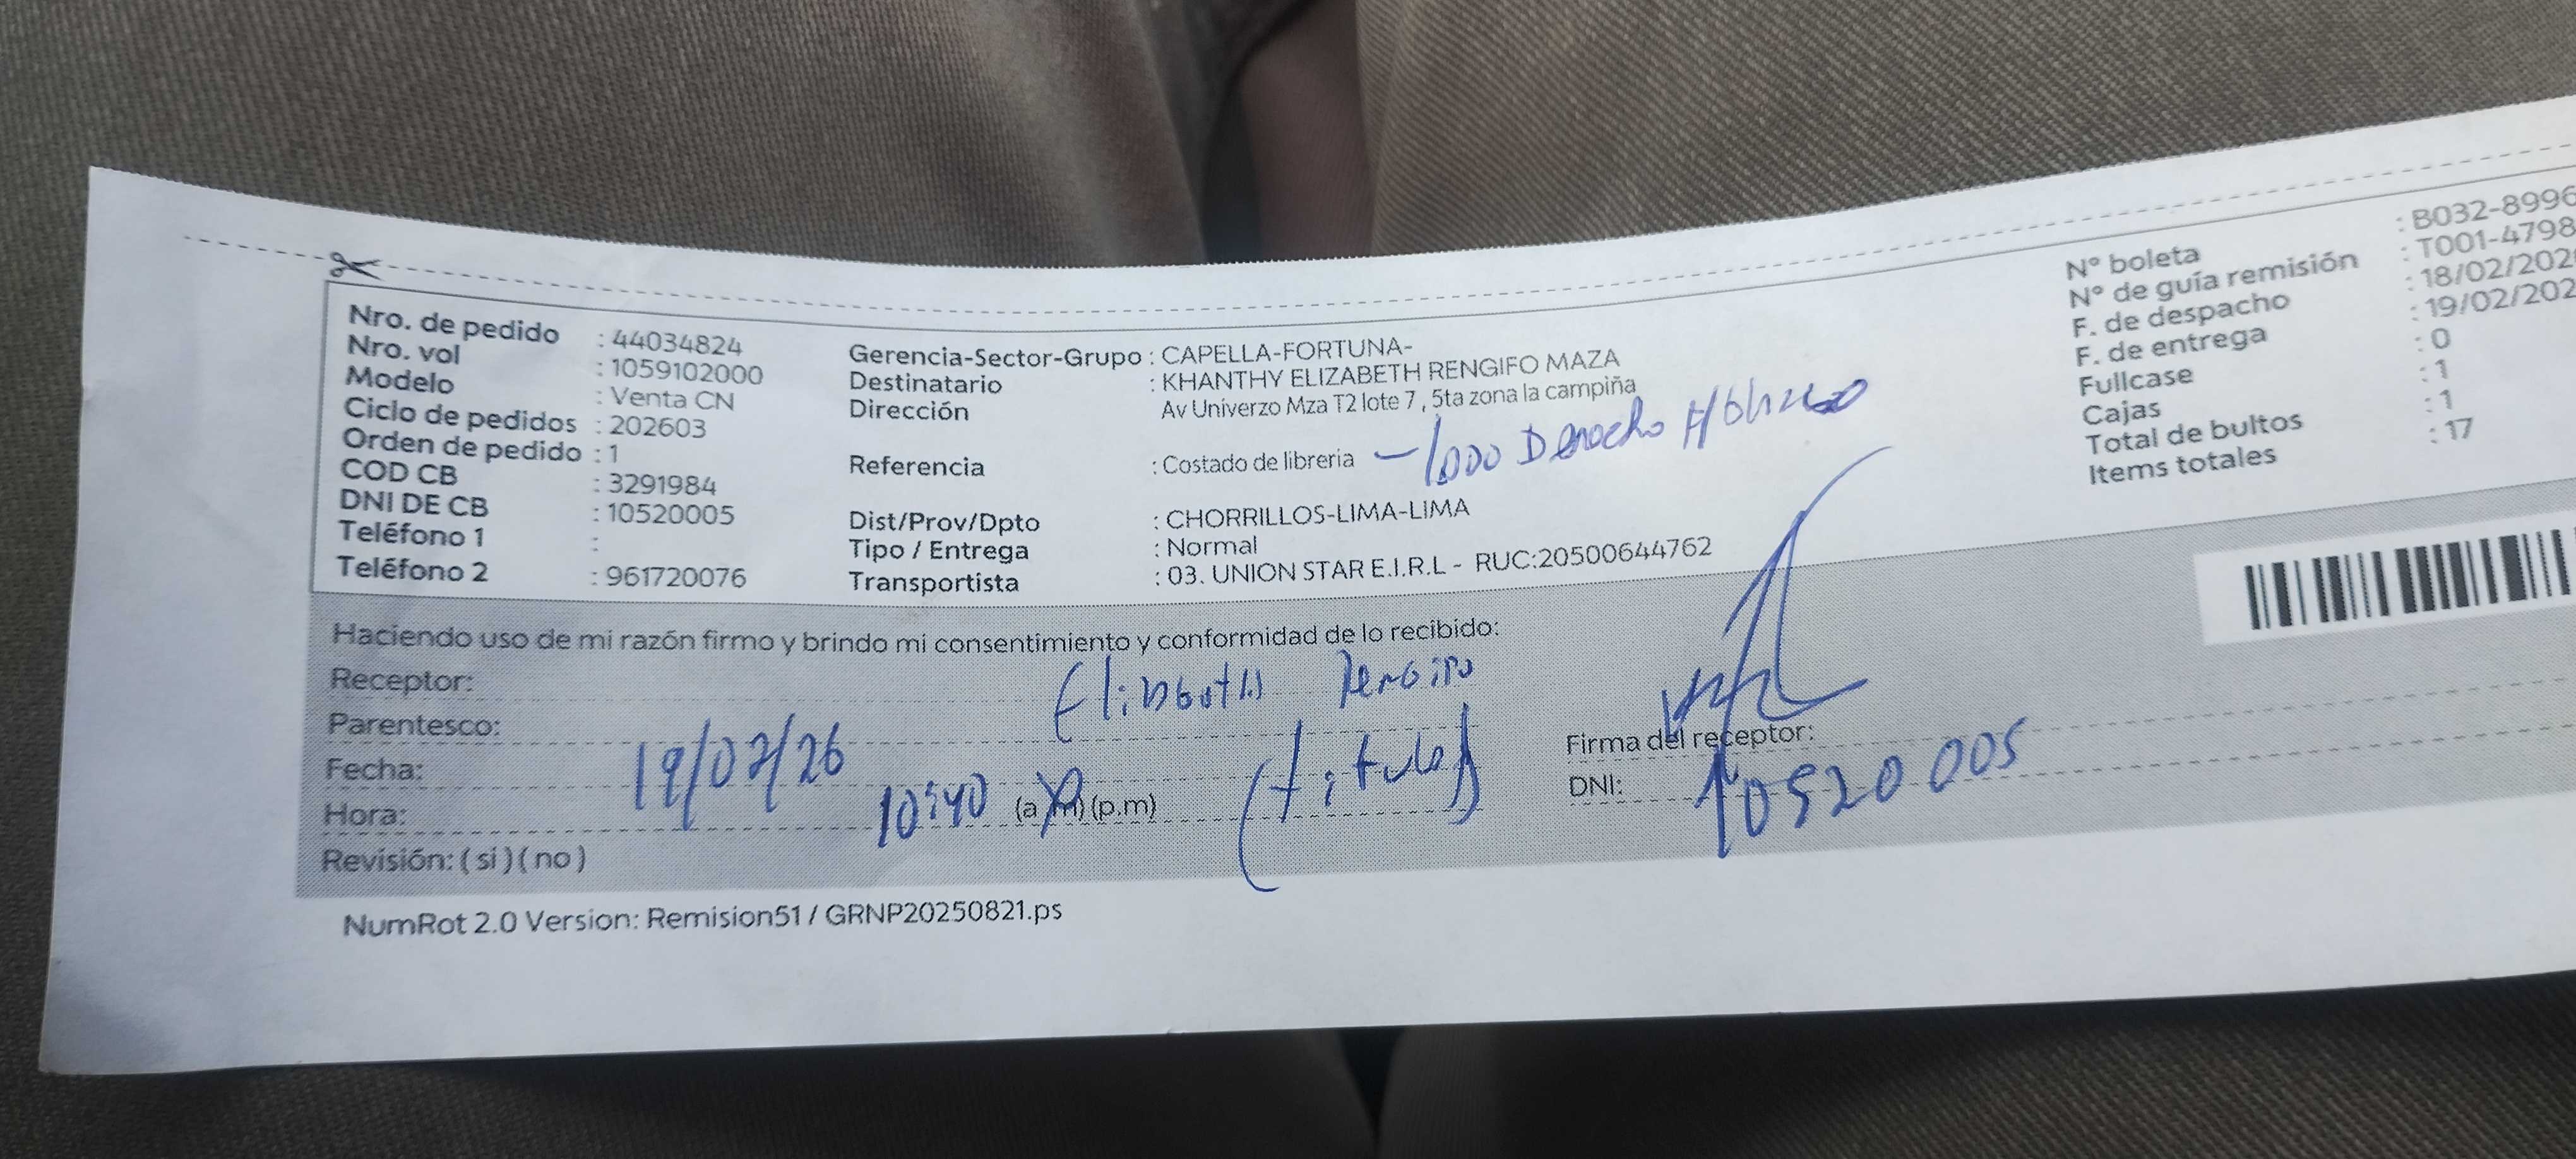 Nro. de pedido : 44034824
Nro. vol : 1059102000
Modelo : Venta CN
Ciclo de pedidos : 202603
Orden de pedido : 1
COD CB : 3291984
DNI DE CB : 10520005
Teléfono 1 :
Teléfono 2 : 961720076
Gerencia-Sector-Grupo : CAPELLA-FORTUNA-
Destinatario : KHANTHY ELIZABETH RENGIFO MAZA
Dirección Av Univerzo Mza T2 lote 7 , 5ta zona la campiña
Referencia : Costado de libreria
Dist/Prov/Dpto : CHORRILLOS-LIMA-LIMA
Tipo / Entrega : Normal
Transportista : 03. UNION STAR E.I.R.L - RUC:20500644762
N° boleta : B032-8996
N° de guía remisión : T001-4798
F. de despacho : 18/02/202
F. de entrega : 19/02/202
Fullcase : 0
Cajas : 1
Total de bultos : 1
Items totales : 17
Haciendo uso de mi razón firmo y brindo mi consentimiento y conformidad de lo recibido:
Receptor: Elizabeth Rengifo
Parentesco: (titular)
Fecha: 19/02/26
Hora: 10:40 (a.m) (p.m)
Revisión: ( si ) ( no )
Firma del receptor:
DNI: 10520005
NumRot 2.0 Version: Remision51 / GRNP20250821.ps